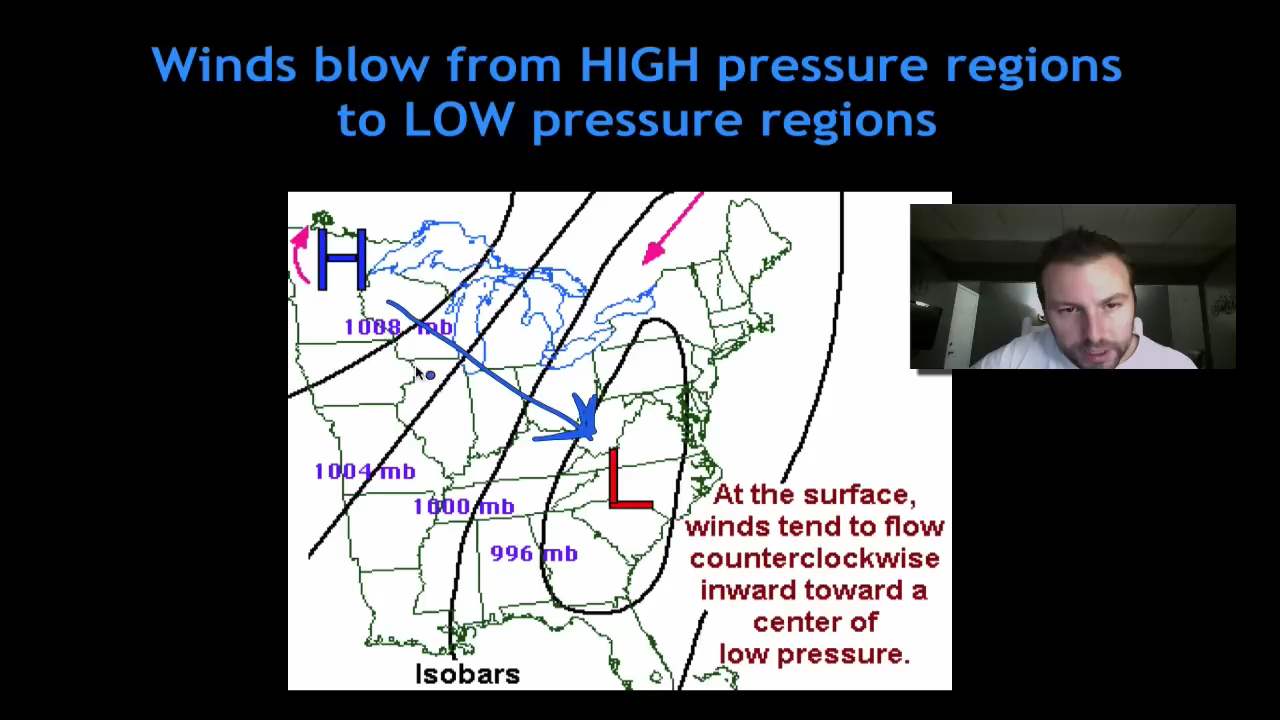 Winds blow from HIGH pressure regions
to LOW pressure regions
H
1008 mb
1004 mb
1000 mb
L
996 mb
At the surface,
winds tend to flow
counterclockwise
inward toward a
center of
low pressure.
Isobars